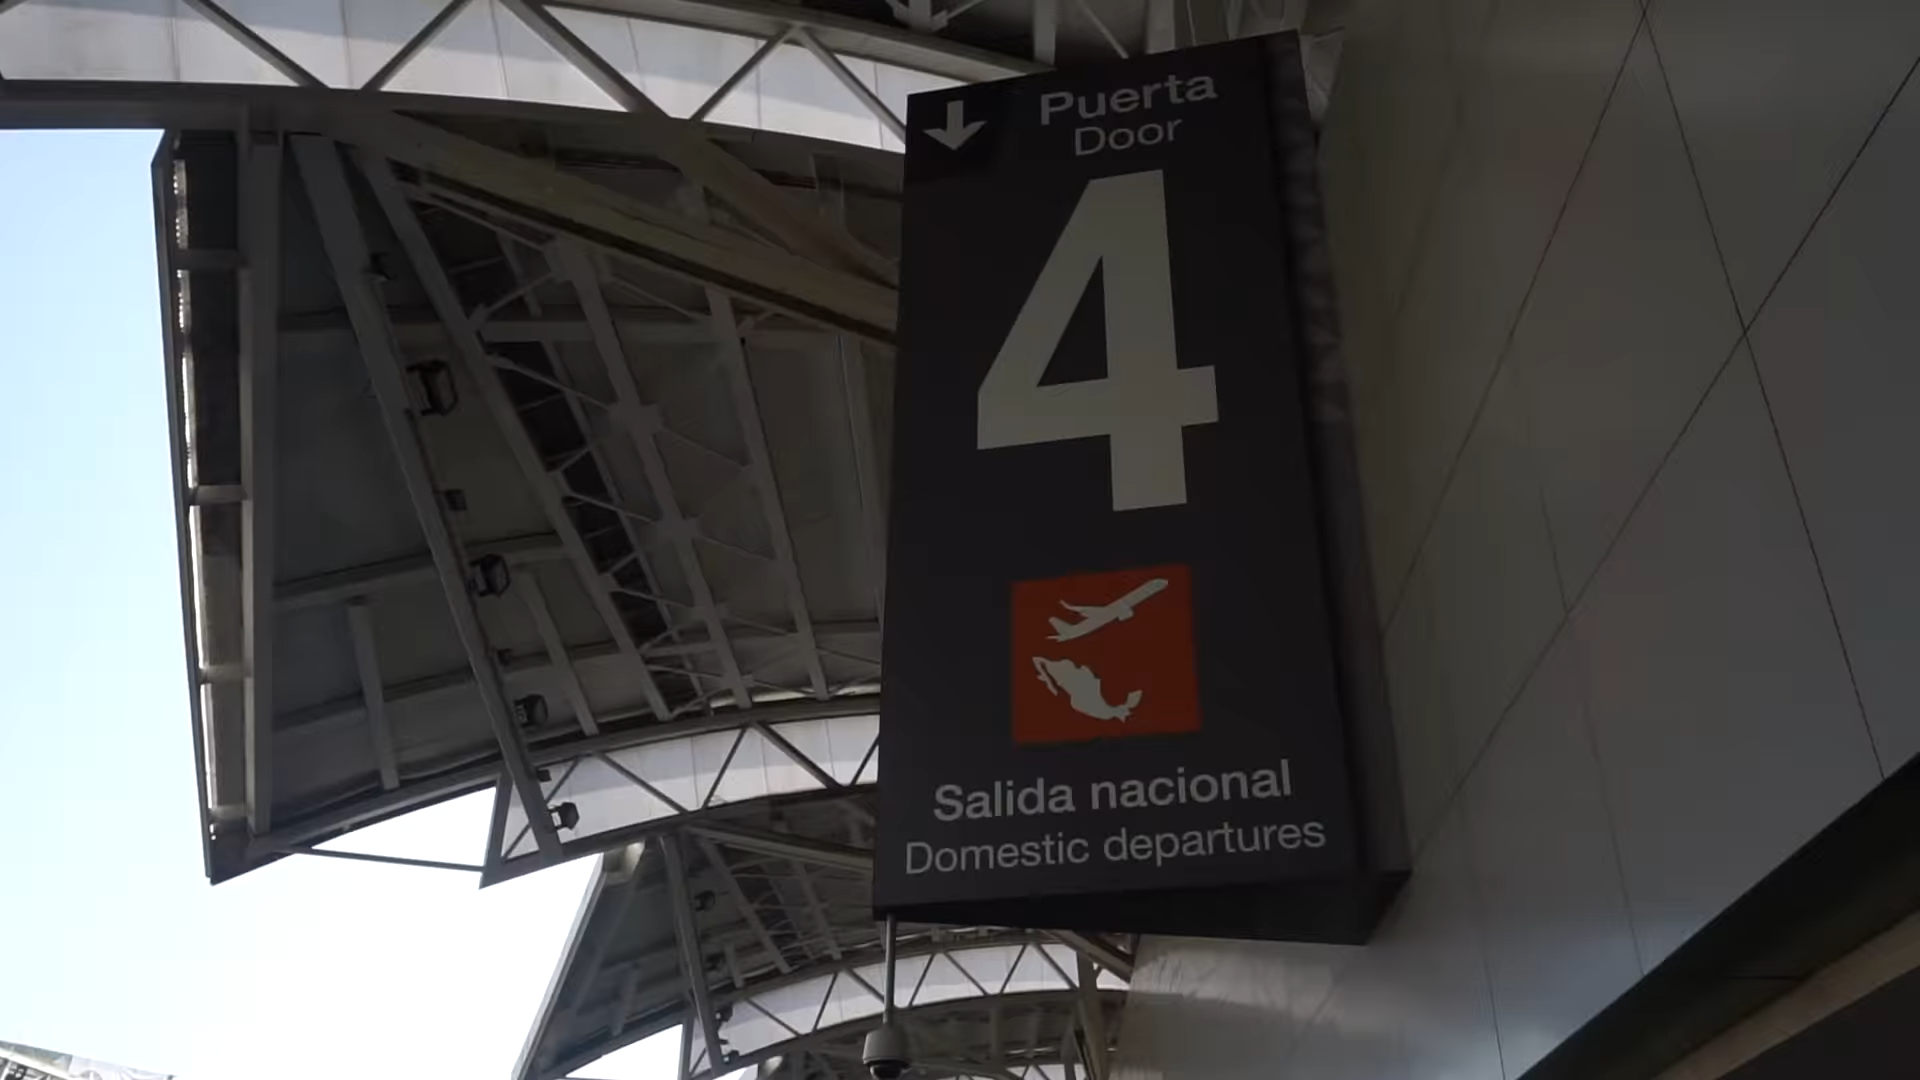 Puerta
Door
4
Salida nacional
Domestic departures